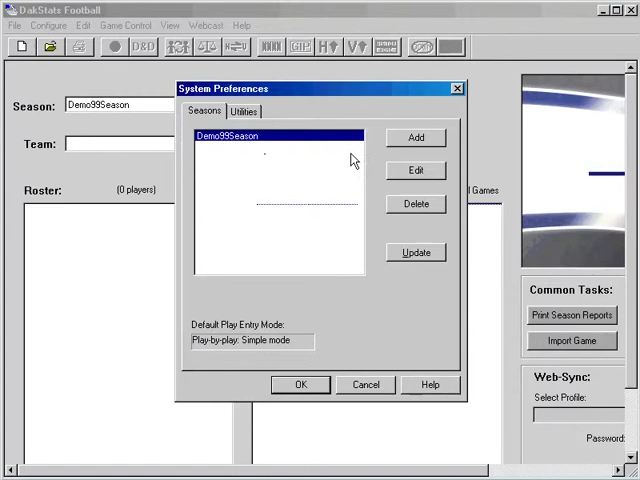 DakStats Football
File Configure Edit Game Control View Webcast Help
D&D GIP H V
System Preferences
Seasons Utilities
Season: Demo99Season
Team:
Roster: (0 players)
Games
Demo99Season
Add
Edit
Delete
Update
Default Play Entry Mode:
Play-by-play: Simple mode
OK Cancel Help
Common Tasks:
Print Season Reports
Import Game
Web-Sync:
Select Profile:
Password: